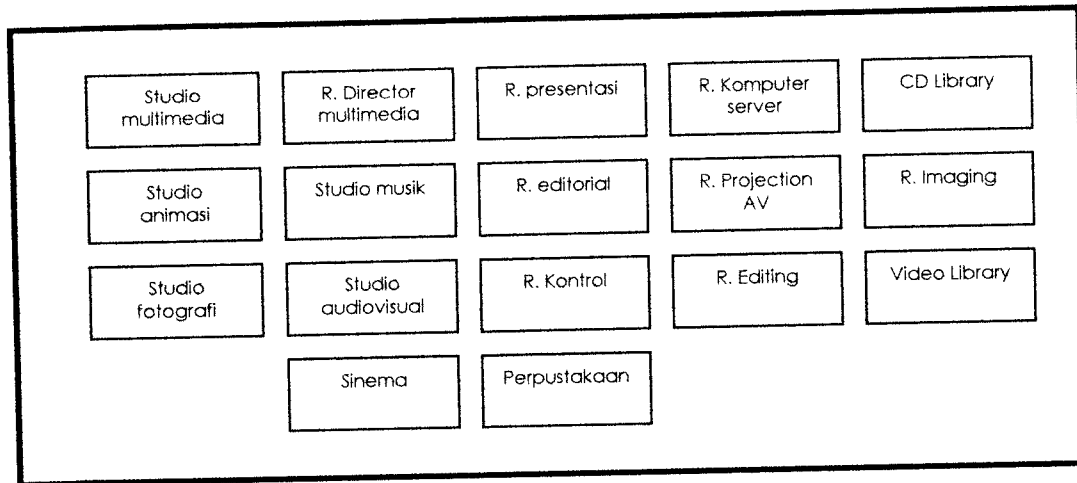 Studio
multimedia
R. Director
multimedia
R. presentasi
R. Komputer
server
CD Library
Studio
animasi
Studio musik
R. editorial
R. Projection
AV
R. Imaging
Studio
fotografi
Studio
audiovisual
R. Kontrol
R. Editing
Video Library
Sinema
Perpustakaan